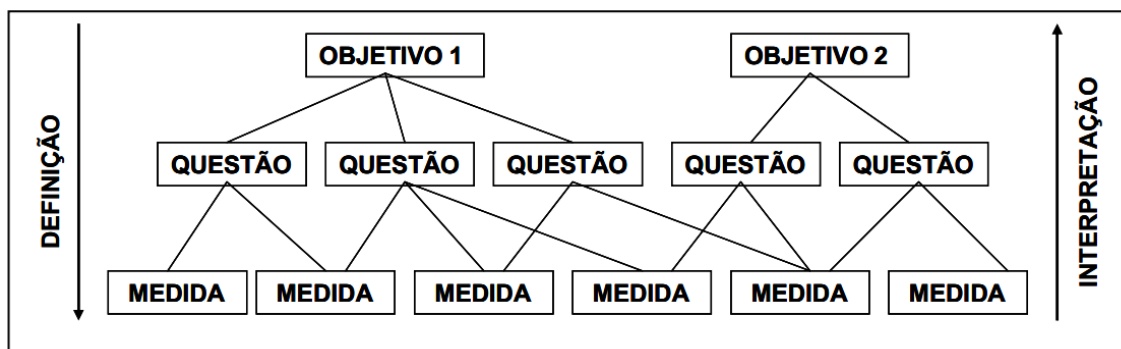 DEFINIÇÃO
OBJETIVO 1
OBJETIVO 2
QUESTÃO
QUESTÃO
QUESTÃO
QUESTÃO
QUESTÃO
MEDIDA
MEDIDA
MEDIDA
MEDIDA
MEDIDA
MEDIDA
INTERPRETAÇÃO